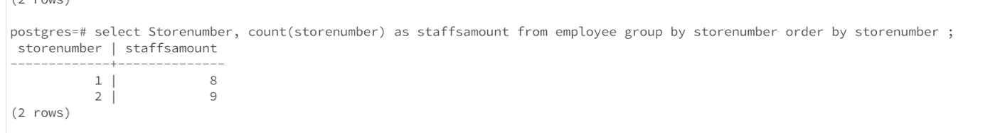 (2 rows)
postgres=# select Storenumber, count(storenumber) as staffsamount from employee group by storenumber order by storenumber ;
storenumber | staffsamount
-------------+--------------
1 | 8
2 | 9
(2 rows)